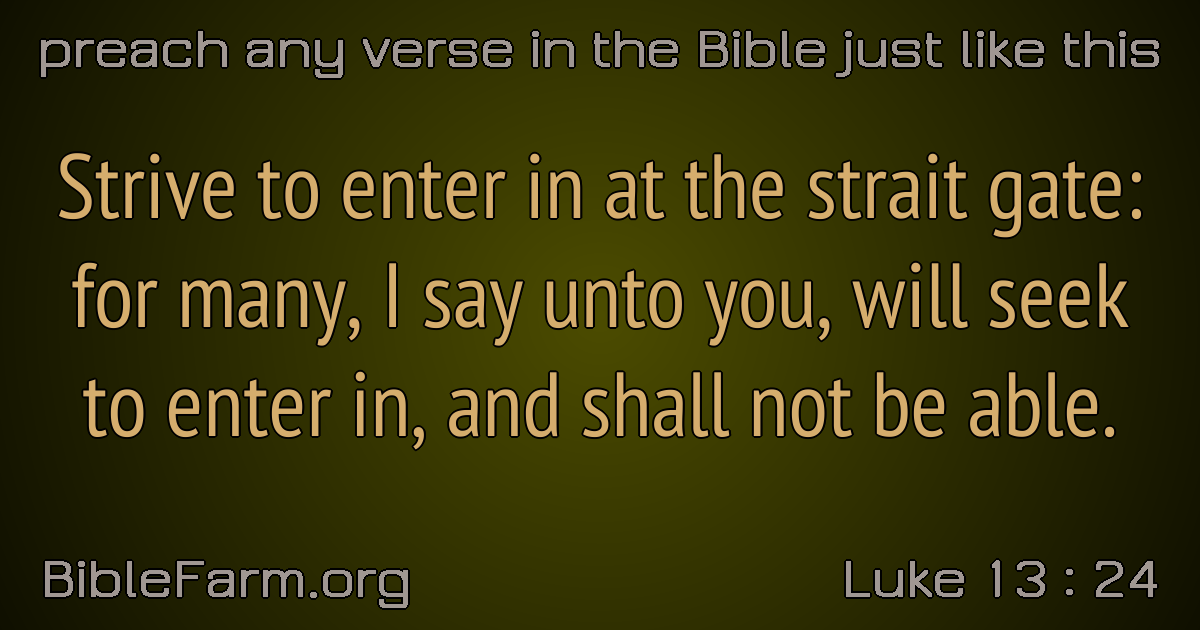 preach any verse in the Bible just like this
Strive to enter in at the strait gate:
for many, I say unto you, will seek
to enter in, and shall not be able.
BibleFarm.org
Luke 13 : 24